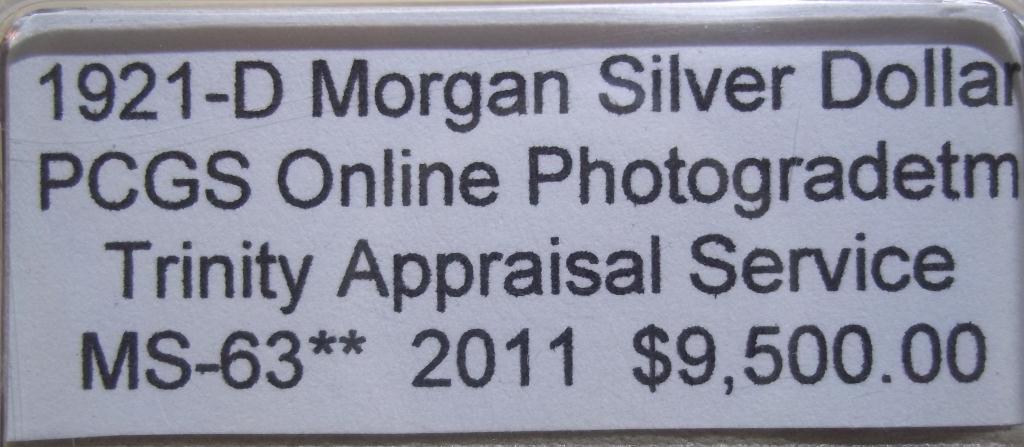 1921-D Morgan Silver Dollar
PCGS Online Photogradetm
Trinity Appraisal Service
MS-63** 2011 $9,500.00